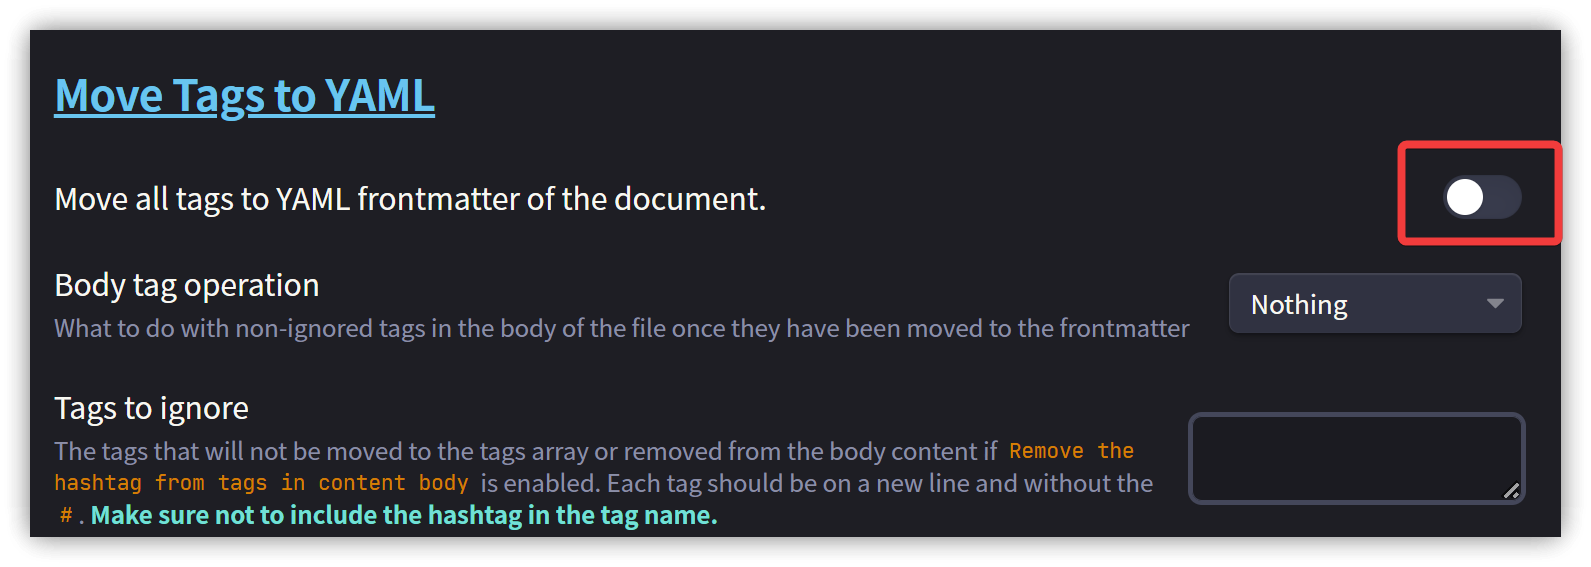 Move Tags to YAML
Move all tags to YAML frontmatter of the document.
Body tag operation
What to do with non-ignored tags in the body of the file once they have been moved to the frontmatter
Nothing
Tags to ignore
The tags that will not be moved to the tags array or removed from the body content if Remove the
hashtag from tags in content body is enabled. Each tag should be on a new line and without the
#. Make sure not to include the hashtag in the tag name.